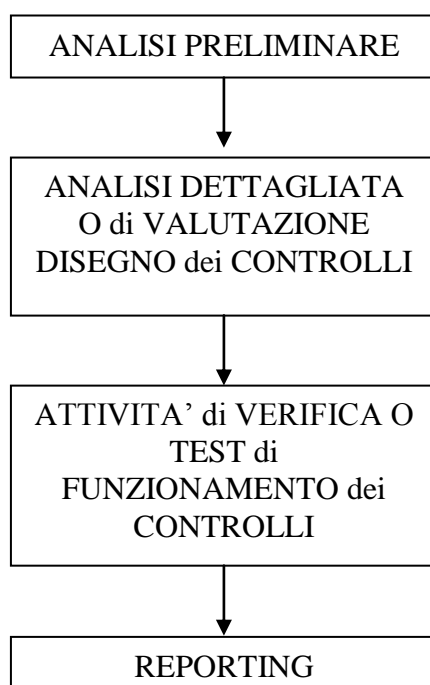 ANALISI PRELIMINARE
ANALISI DETTAGLIATA
O di VALUTAZIONE
DISEGNO dei CONTROLLI
ATTIVITA’ di VERIFICA O
TEST di
FUNZIONAMENTO dei
CONTROLLI
REPORTING